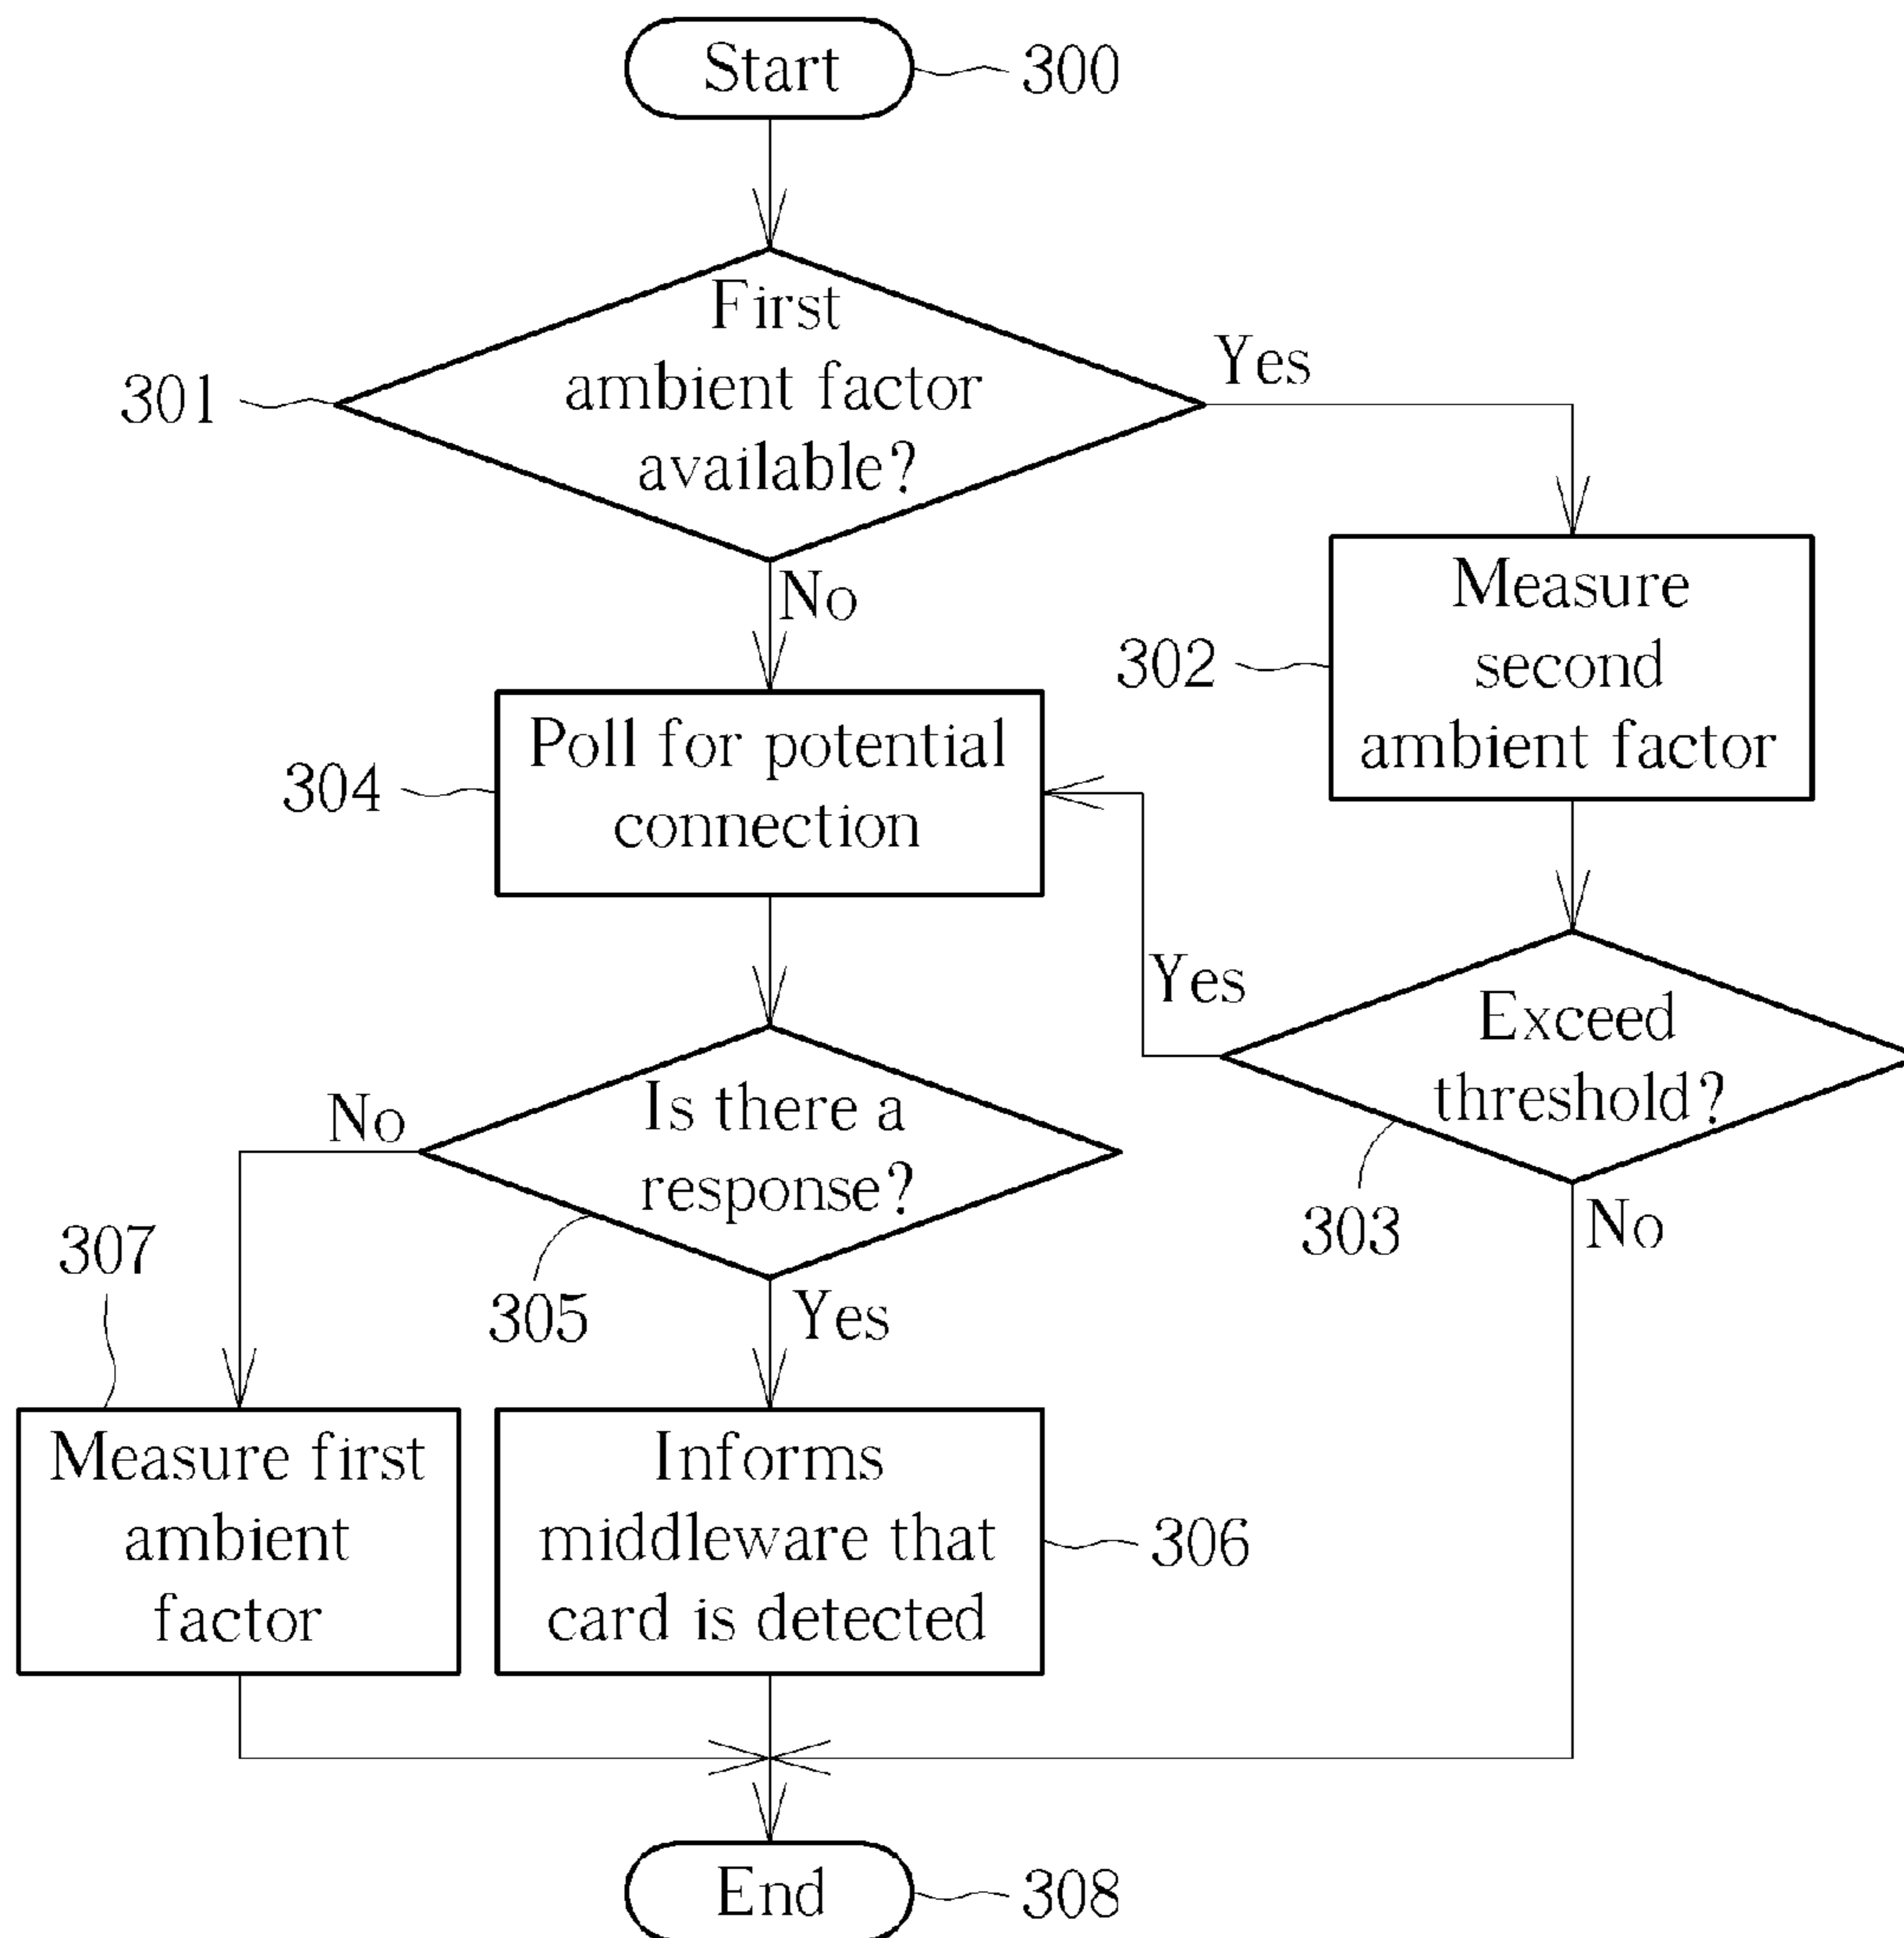 Start
300
First
ambient factor
available?
301
Yes
No
Measure
second
ambient factor
302
Poll for potential
connection
304
Yes
Exceed
threshold?
303
No
Is there a
response?
305
No
Yes
307
Measure first
ambient
factor
Informs
middleware that
card is detected
306
End
308